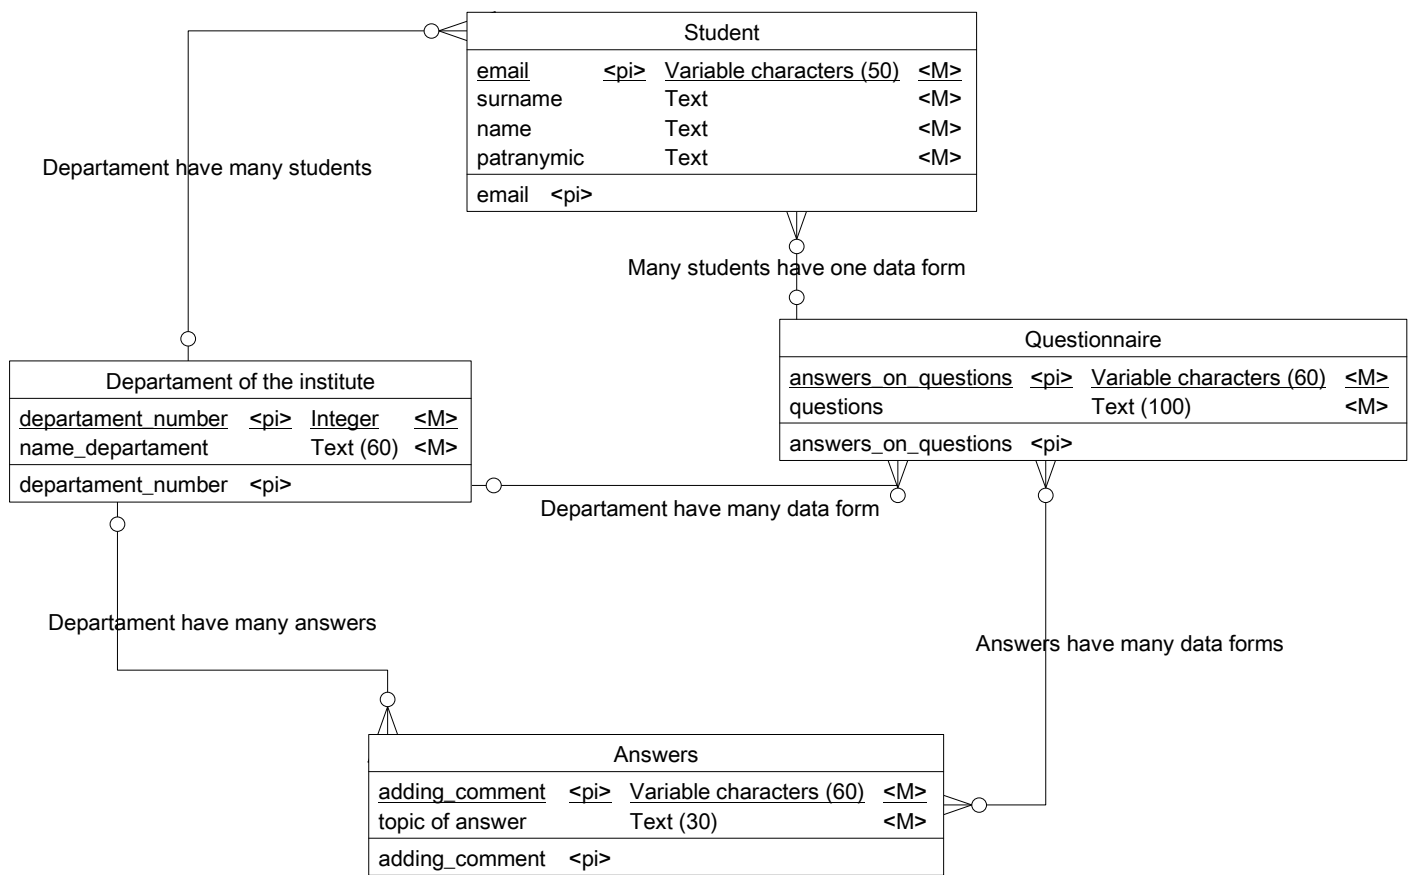 Student
email <pi> Variable characters (50) <M>
surname Text <M>
name Text <M>
patranymic Text <M>
email <pi>
Departament have many students
Many students have one data form
Questionnaire
answers_on_questions <pi> Variable characters (60) <M>
questions Text (100) <M>
answers_on_questions <pi>
Departament of the institute
departament_number <pi> Integer <M>
name_departament Text (60) <M>
departament_number <pi>
Departament have many data form
Departament have many answers
Answers have many data forms
Answers
adding_comment <pi> Variable characters (60) <M>
topic of answer Text (30) <M>
adding_comment <pi>